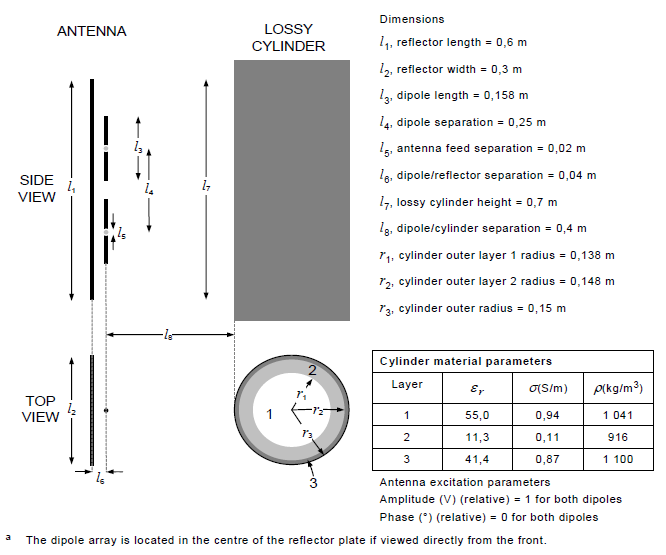 ANTENNA
LOSSY
CYLINDER
SIDE
VIEW
l1
l3
l4
l5
l7
l8
TOP
VIEW
l2
l6
1
2
3
r1
r2
r3
Dimensions
l1, reflector length = 0,6 m
l2, reflector width = 0,3 m
l3, dipole length = 0,158 m
l4, dipole separation = 0,25 m
l5, antenna feed separation = 0,02 m
l6, dipole/reflector separation = 0,04 m
l7, lossy cylinder height = 0,7 m
l8, dipole/cylinder separation = 0,4 m
r1, cylinder outer layer 1 radius = 0,138 m
r2, cylinder outer layer 2 radius = 0,148 m
r3, cylinder outer radius = 0,15 m
Cylinder material parameters
Layer εr σ(S/m) ρ(kg/m³)
1 55,0 0,94 1 041
2 11,3 0,11 916
3 41,4 0,87 1 100
Antenna excitation parameters
Amplitude (V) (relative) = 1 for both dipoles
Phase (°) (relative) = 0 for both dipoles
a The dipole array is located in the centre of the reflector plate if viewed directly from the front.